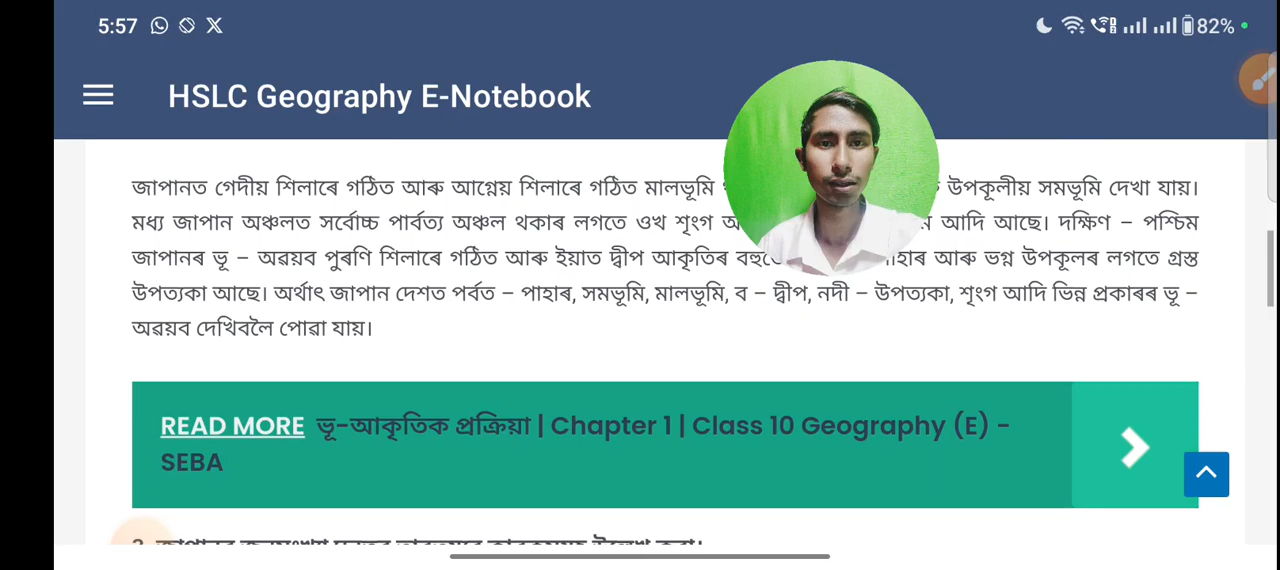 5:57
82%
HSLC Geography E-Notebook
জাপানত গেদীয় শিলাৰে গঠিত আৰু আগ্নেয় শিলাৰে গঠিত মালভূমি উপকূলীয় সমভূমি দেখা যায়।
মধ্য জাপান অঞ্চলত সৰ্বোচ্চ পাৰ্বত্য অঞ্চল থকাৰ লগতে ওখ শৃংগ আদি আছে। দক্ষিণ – পশ্চিম
জাপানৰ ভূ – অৱয়ব পুৰণি শিলাৰে গঠিত আৰু ইয়াত দ্বীপ আকৃতিৰ আৰু ভগ্ন উপকূলৰ লগতে গ্ৰস্ত
উপত্যকা আছে। অৰ্থাৎ জাপান দেশত পৰ্বত – পাহাৰ, সমভূমি, মালভূমি, ব – দ্বীপ, নদী – উপত্যকা, শৃংগ আদি ভিন্ন প্ৰকাৰৰ ভূ –
অৱয়ব দেখিবলৈ পোৱা যায়।
READ MORE ভূ-আকৃতিক প্ৰক্ৰিয়া | Chapter 1 | Class 10 Geography (E) -
SEBA